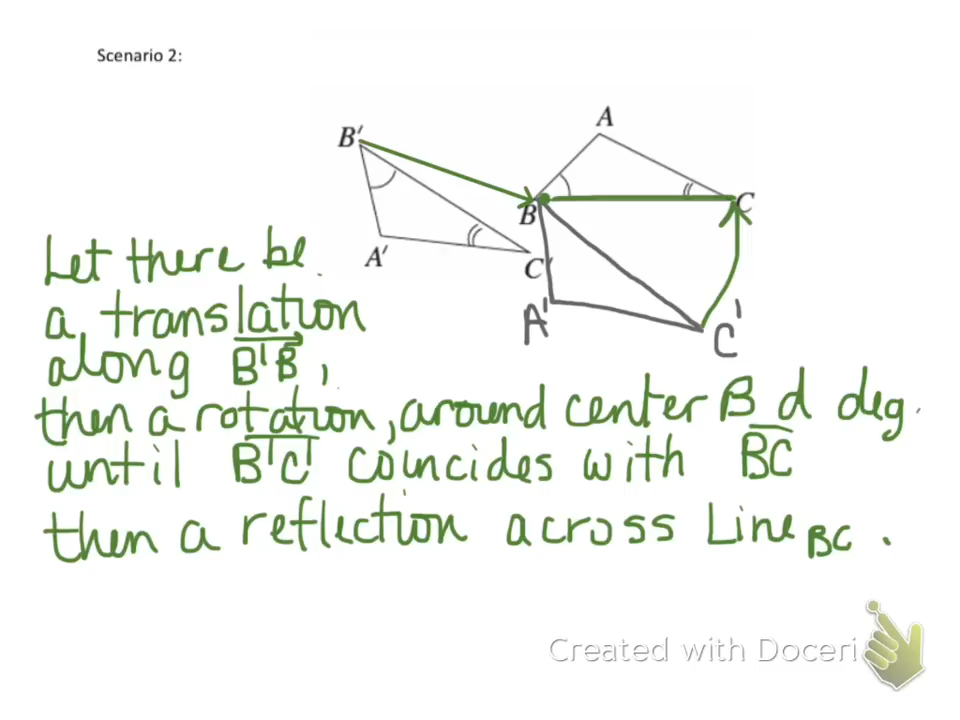 Scenario 2:
A
B'
B
C
A'
C'
A'
C'
Let there be
a translation
along B'B,
then a rotation, around center B d deg.
until B'C' coincides with BC
then a reflection across Line BC.
Created with Doceri